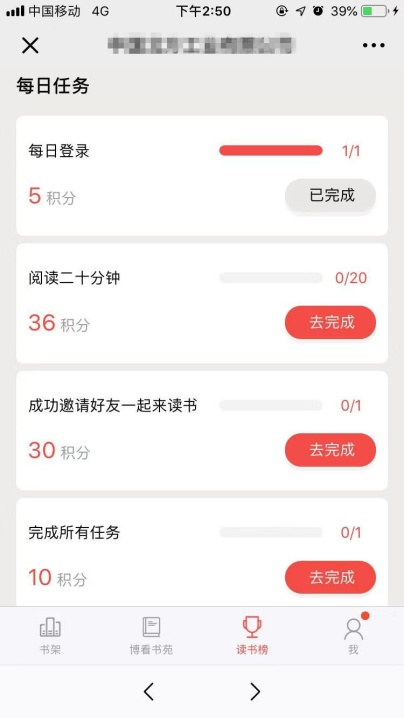 中国移动 4G 下午2:50 39%
每日任务
每日登录 1/1
5 积分 已完成
阅读二十分钟 0/20
36 积分 去完成
成功邀请好友一起来读书 0/1
30 积分 去完成
完成所有任务 0/1
10 积分 去完成
书架 博看书苑 读书榜 我